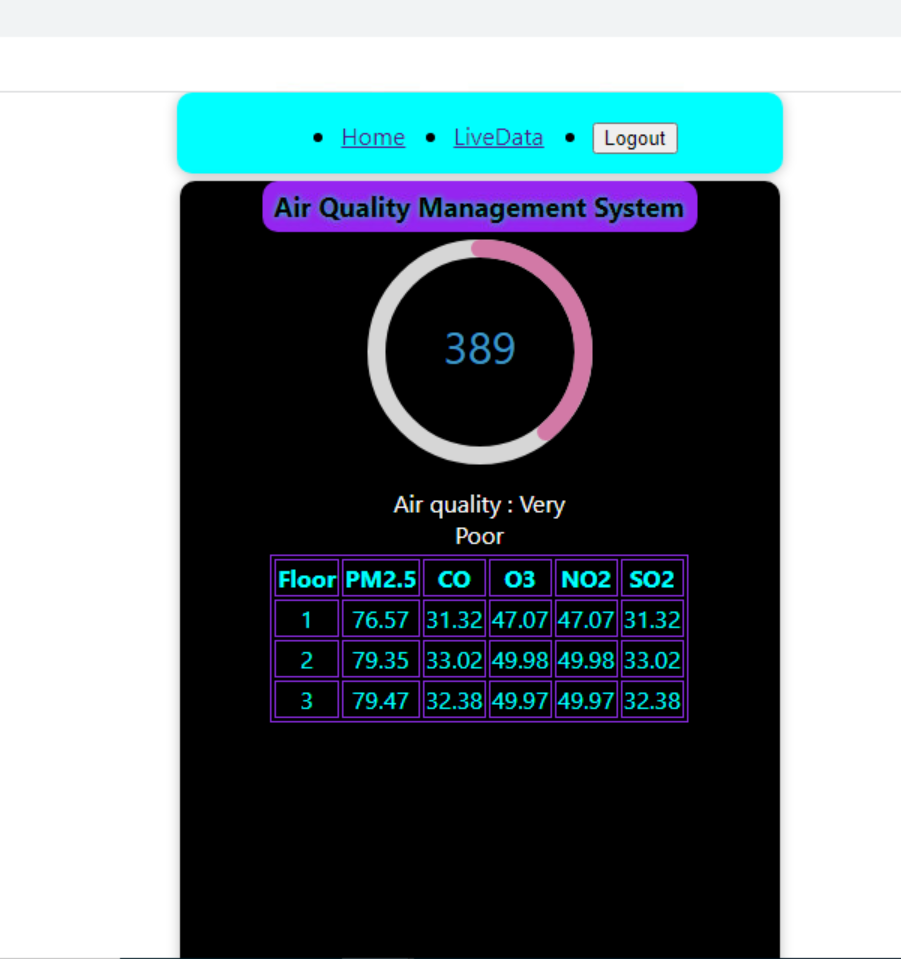 Home LiveData Logout
Air Quality Management System
389
Air quality : Very
Poor
Floor PM2.5 CO O3 NO2 SO2
1 76.57 31.32 47.07 47.07 31.32
2 79.35 33.02 49.98 49.98 33.02
3 79.47 32.38 49.97 49.97 32.38